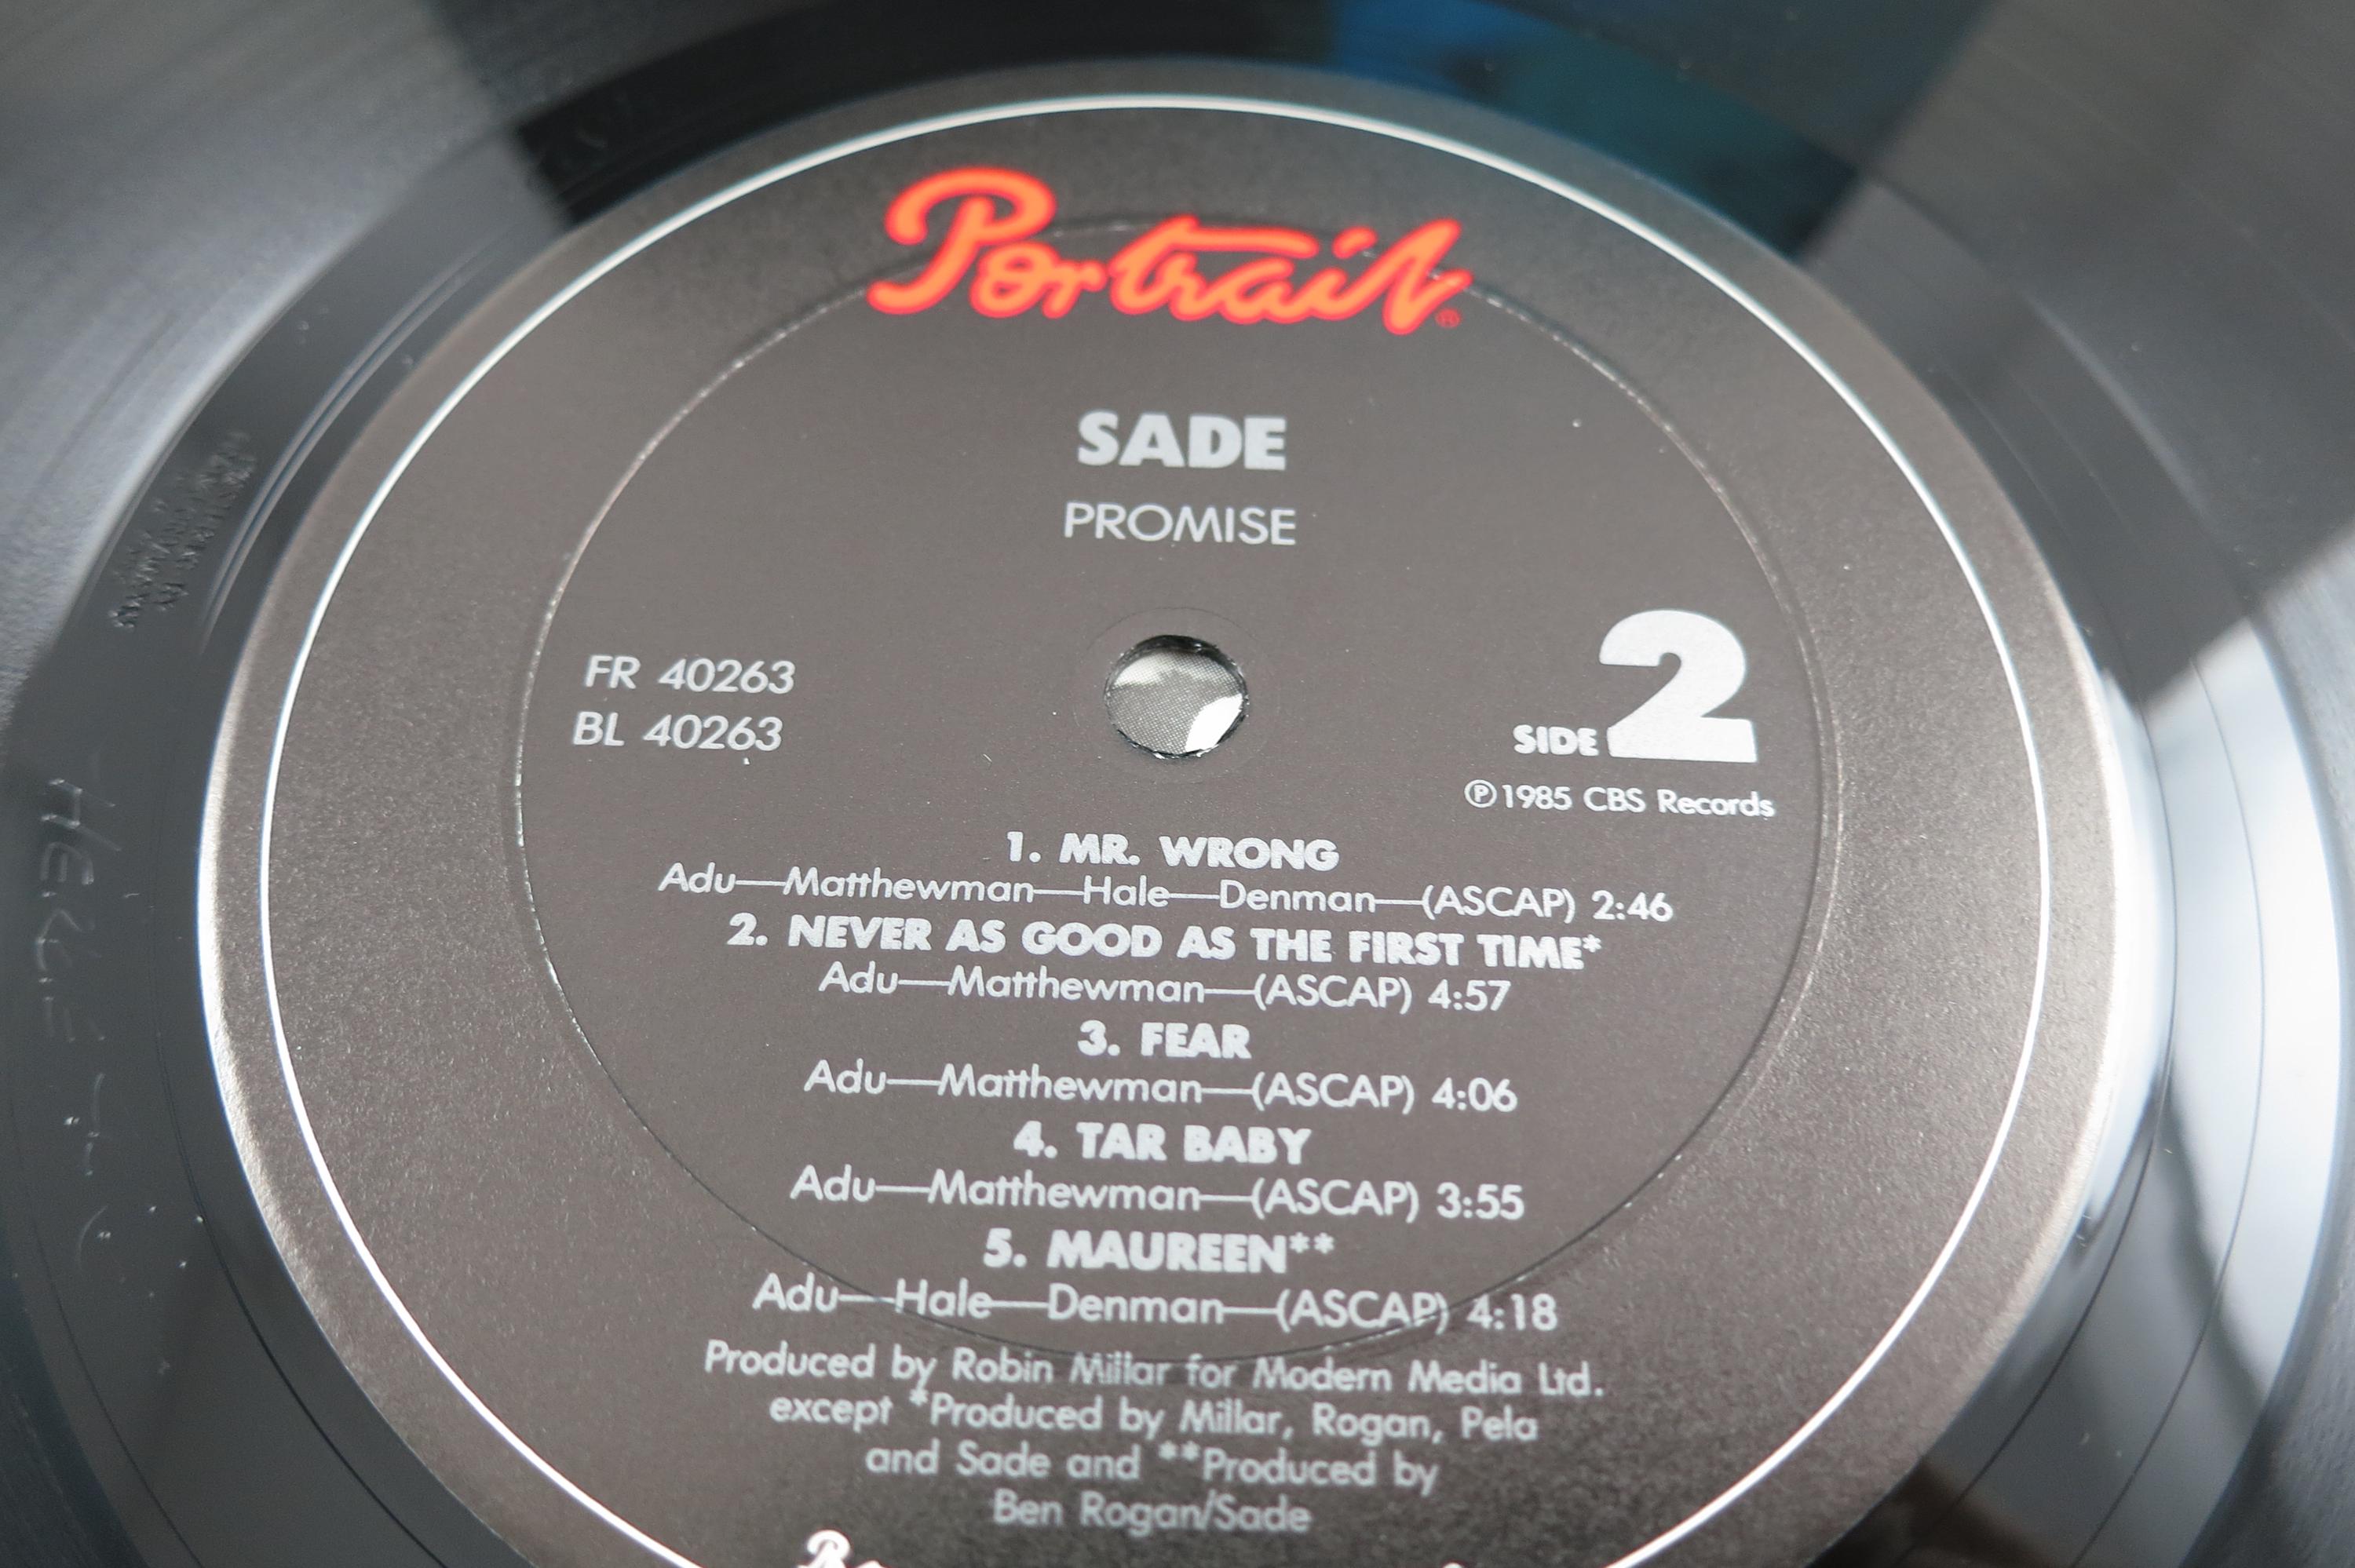 Portrait®
SADE
PROMISE
FR 40263
BL 40263
SIDE 2
Ⓟ1985 CBS Records
1. MR. WRONG
Adu—Matthewman—Hale—Denman—(ASCAP) 2:46
2. NEVER AS GOOD AS THE FIRST TIME*
Adu—Matthewman—(ASCAP) 4:57
3. FEAR
Adu—Matthewman—(ASCAP) 4:06
4. TAR BABY
Adu—Matthewman—(ASCAP) 3:55
5. MAUREEN**
Adu—Hale—Denman—(ASCAP) 4:18
Produced by Robin Millar for Modern Media Ltd.
except *Produced by Millar, Rogan, Pela
and Sade and **Produced by
Ben Rogan/Sade